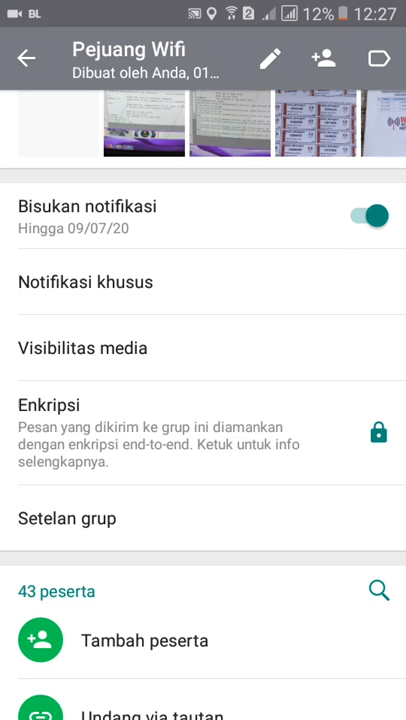 BL
2
12%
12:27
Pejuang Wifi
Dibuat oleh Anda, 01...
Bisukan notifikasi
Hingga 09/07/20
Notifikasi khusus
Visibilitas media
Enkripsi
Pesan yang dikirim ke grup ini diamankan
dengan enkripsi end-to-end. Ketuk untuk info
selengkapnya.
Setelan grup
43 peserta
Tambah peserta
Undang via tautan